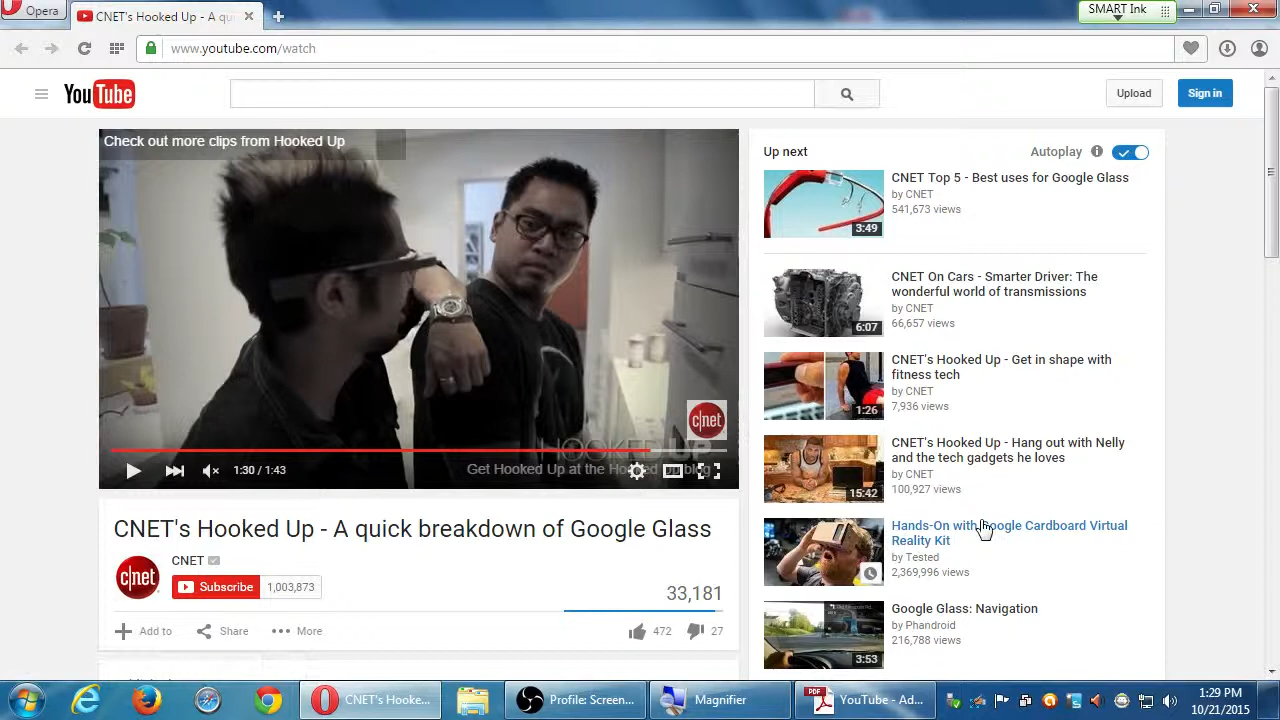 Opera
CNET's Hooked Up - A qu
SMART Ink
www.youtube.com/watch
YouTube
Upload
Sign in
Check out more clips from Hooked Up
cnet
HOOKED UP
1:30 / 1:43
CNET's Hooked Up - A quick breakdown of Google Glass
cnet
CNET
Subscribe
1,003,873
33,181
Add to
Share
More
472
27
Up next
Autoplay
CNET Top 5 - Best uses for Google Glass
by CNET
541,673 views
3:49
CNET On Cars - Smarter Driver: The
wonderful world of transmissions
by CNET
66,657 views
6:07
CNET's Hooked Up - Get in shape with
fitness tech
by CNET
7,936 views
1:26
CNET's Hooked Up - Hang out with Nelly
and the tech gadgets he loves
by CNET
100,927 views
15:42
Hands-On with Google Cardboard Virtual
Reality Kit
by Tested
2,369,996 views
Google Glass: Navigation
by Phandroid
216,788 views
3:53
CNET's Hooke...
Profile: Screen...
Magnifier
PDF
YouTube - Ad...
1:29 PM
10/21/2015